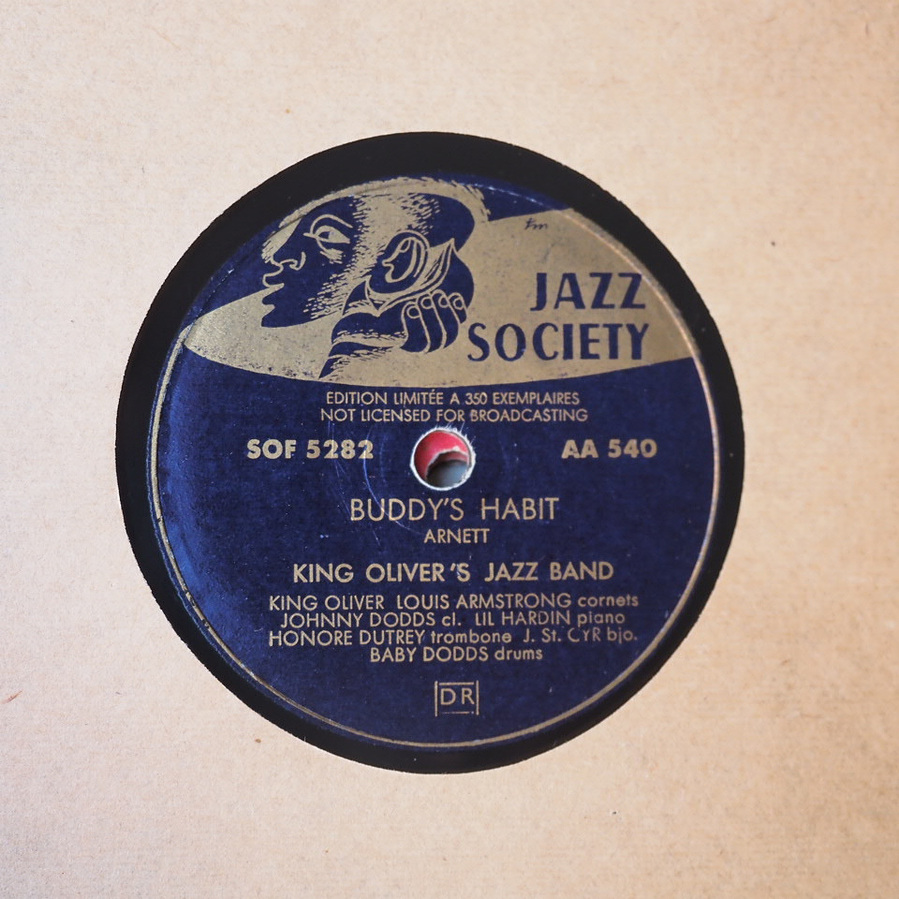 JAZZ
SOCIETY
EDITION LIMITÉE A 350 EXEMPLAIRES
NOT LICENSED FOR BROADCASTING
SOF 5282 AA 540
BUDDY'S HABIT
ARNETT
KING OLIVER'S JAZZ BAND
KING OLIVER LOUIS ARMSTRONG cornets
JOHNNY DODDS cl. LIL HARDIN piano
HONORE DUTREY trombone J. St. CYR bjo.
BABY DODDS drums
DR